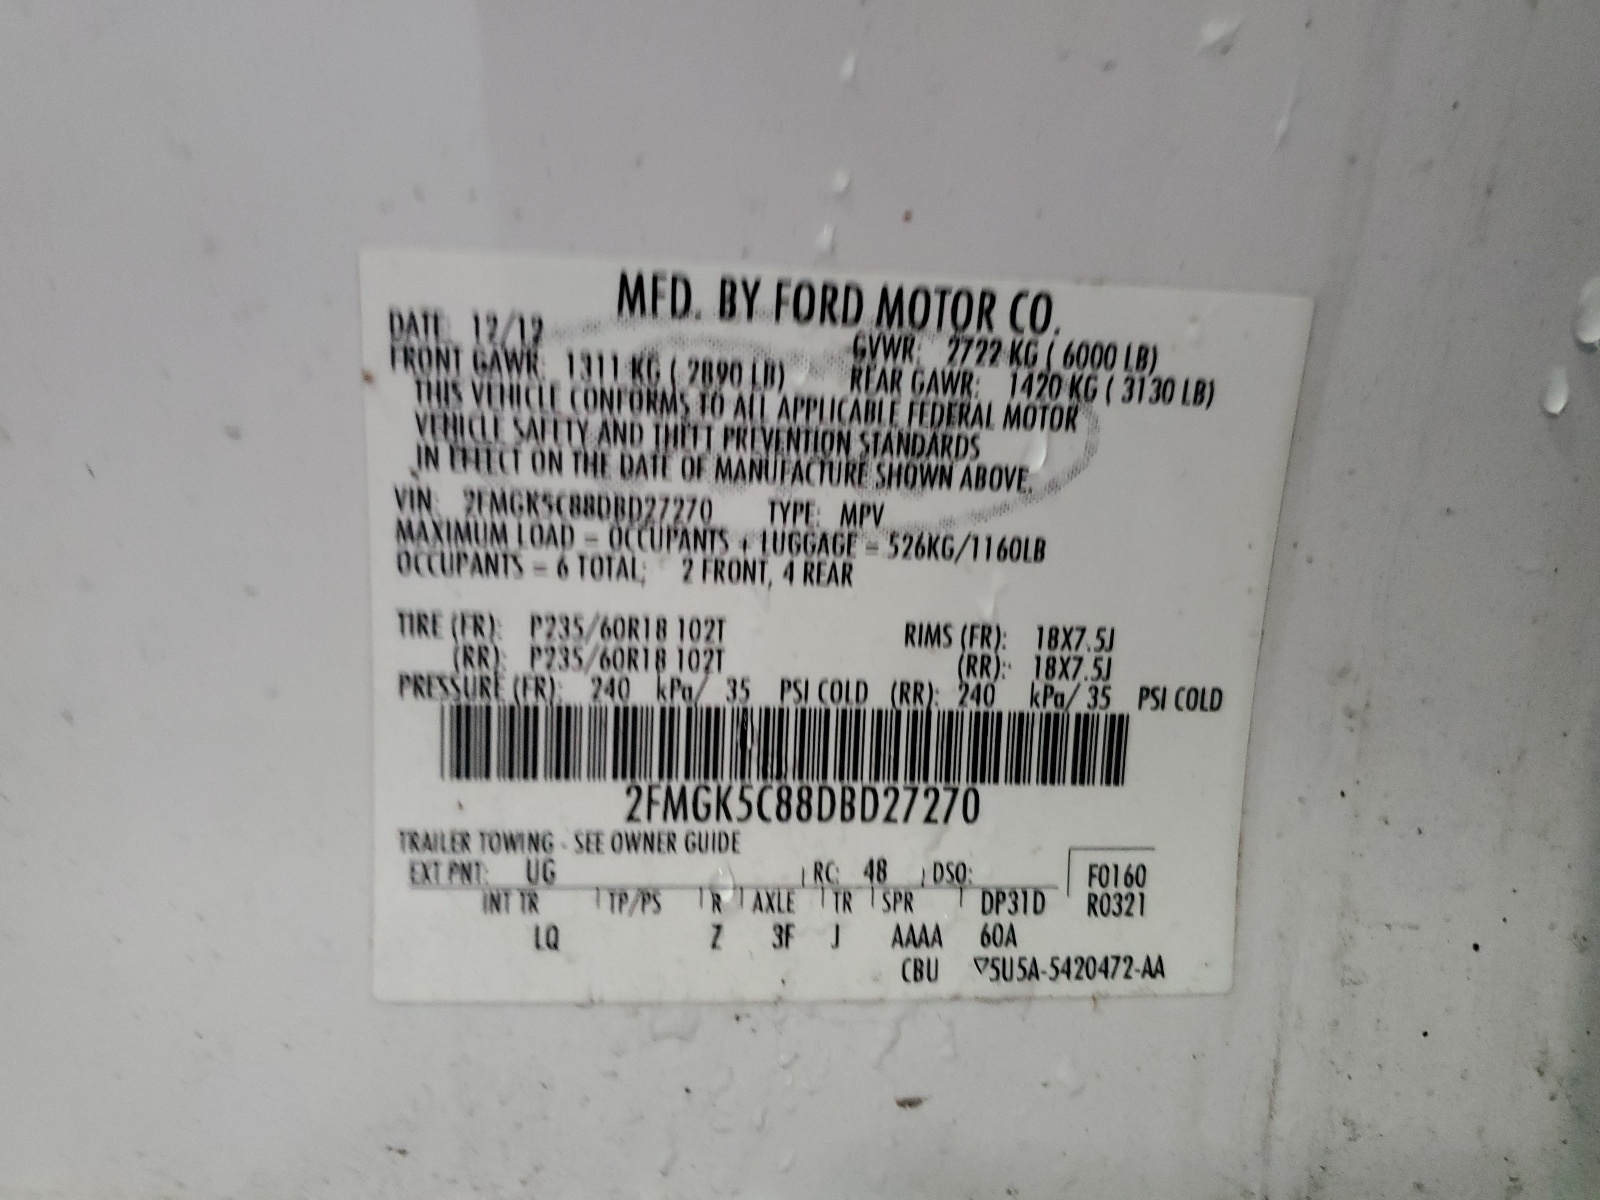 MFD. BY FORD MOTOR CO.
DATE: 12/12 GVWR: 2722 KG ( 6000 LB)
FRONT GAWR: 1311 KG ( 2890 LB) REAR GAWR: 1420 KG ( 3130 LB)
THIS VEHICLE CONFORMS TO ALL APPLICABLE FEDERAL MOTOR
VEHICLE SAFETY AND THEFT PREVENTION STANDARDS
IN EFFECT ON THE DATE OF MANUFACTURE SHOWN ABOVE.
VIN: 2FMGK5C88DBD27270 TYPE: MPV
MAXIMUM LOAD = OCCUPANTS + LUGGAGE = 526KG/1160LB
OCCUPANTS = 6 TOTAL; 2 FRONT, 4 REAR
TIRE (FR): P235/60R18 102T RIMS (FR): 18X7.5J
(RR): P235/60R18 102T (RR): 18X7.5J
PRESSURE (FR): 240 kPa/ 35 PSI COLD (RR): 240 kPa/ 35 PSI COLD
2FMGK5C88DBD27270
TRAILER TOWING - SEE OWNER GUIDE
EXT PNT: UG RC: 48 DSO: F0160
INT TR TP/PS R AXLE TR SPR DP31D R0321
LQ Z 3F J AAAA 60A
CBU ▽5U5A-5420472-AA